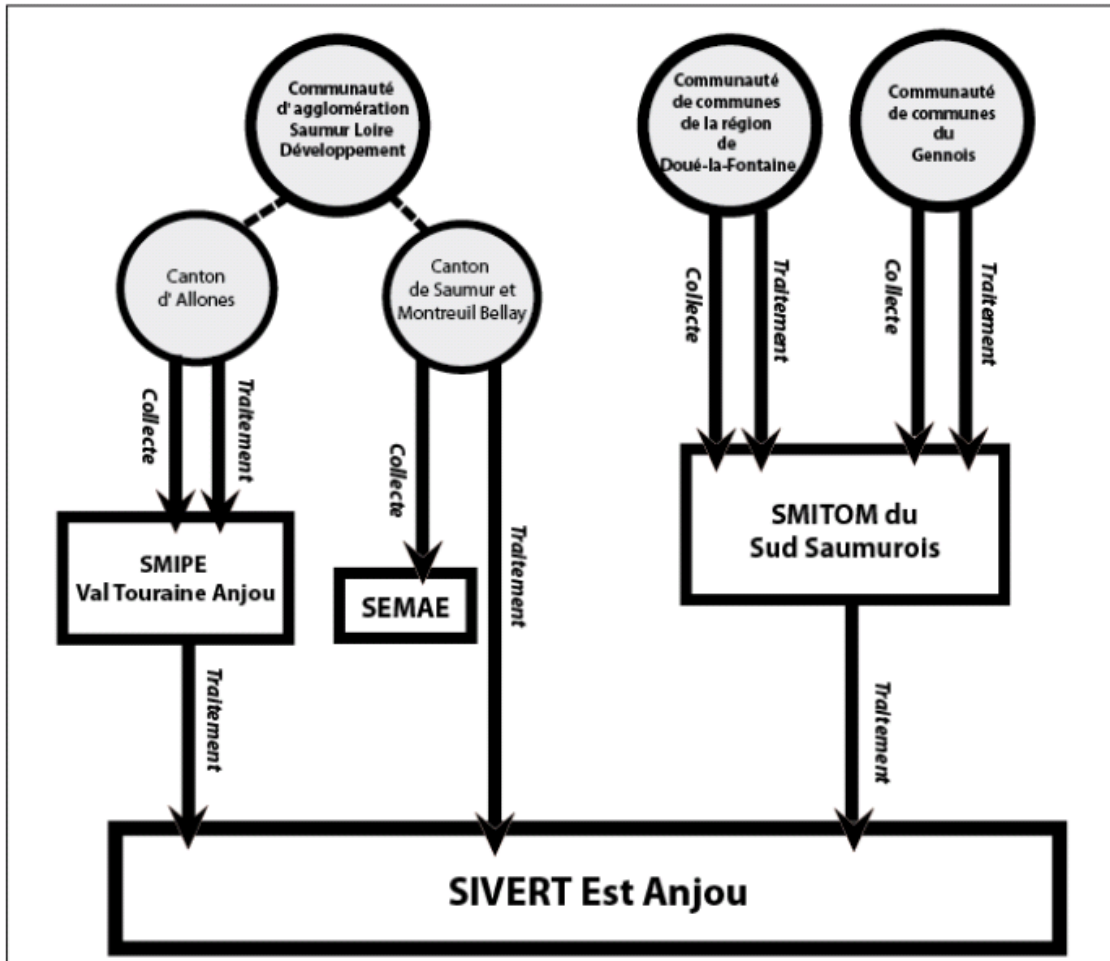 Communauté
d' agglomération
Saumur Loire
Développement
Communauté
de communes
de la région
de
Doué-la-Fontaine
Communauté
de communes
du
Gennois
Canton
d' Allones
Canton
de Saumur et
Montreuil Bellay
Collecte
Traitement
Collecte
Traitement
Collecte
Traitement
Collecte
Traitement
SMIPE
Val Touraine Anjou
SEMAE
SMITOM du
Sud Saumurois
Traitement
Traitement
SIVERT Est Anjou